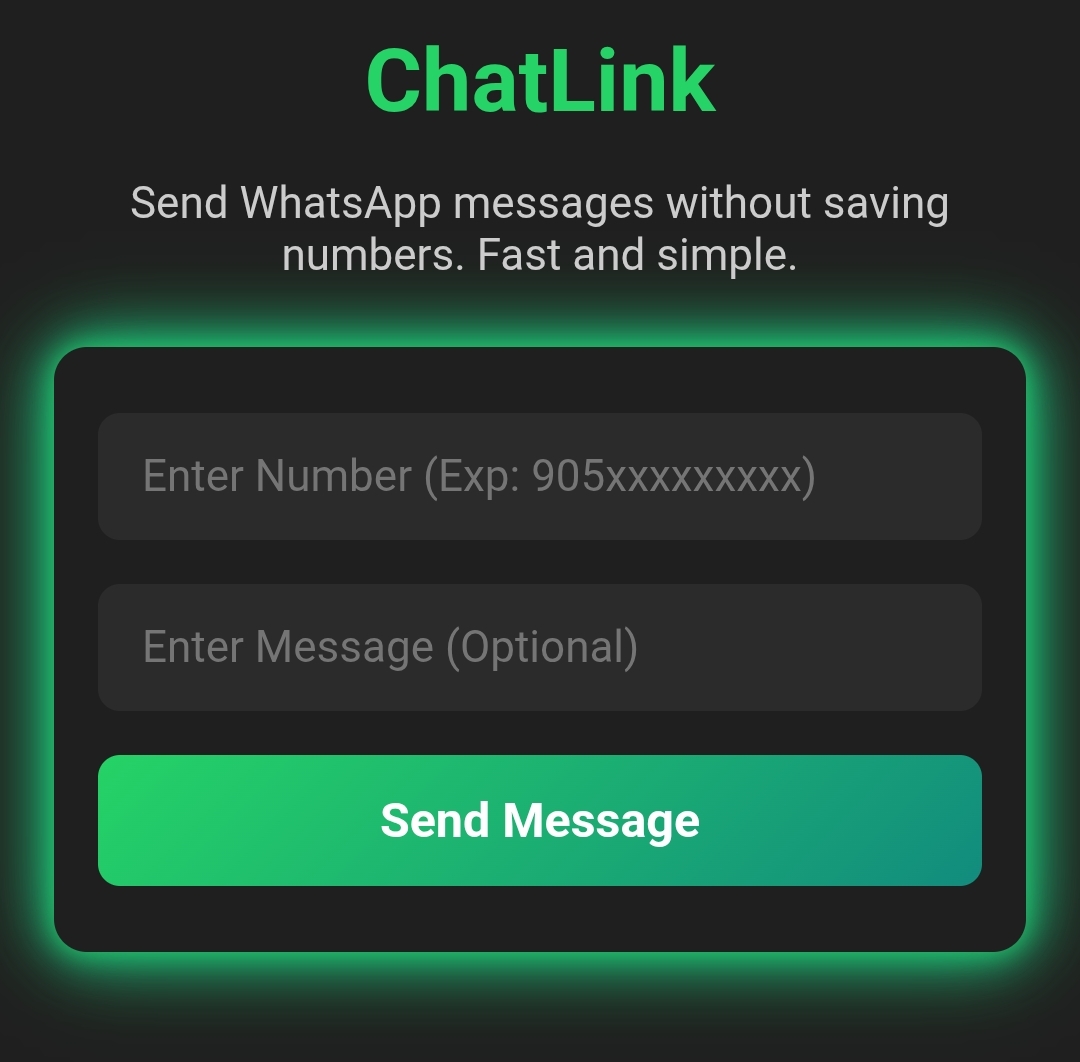 ChatLink
Send WhatsApp messages without saving
numbers. Fast and simple.
Enter Number (Exp: 905xxxxxxxxx)
Enter Message (Optional)
Send Message